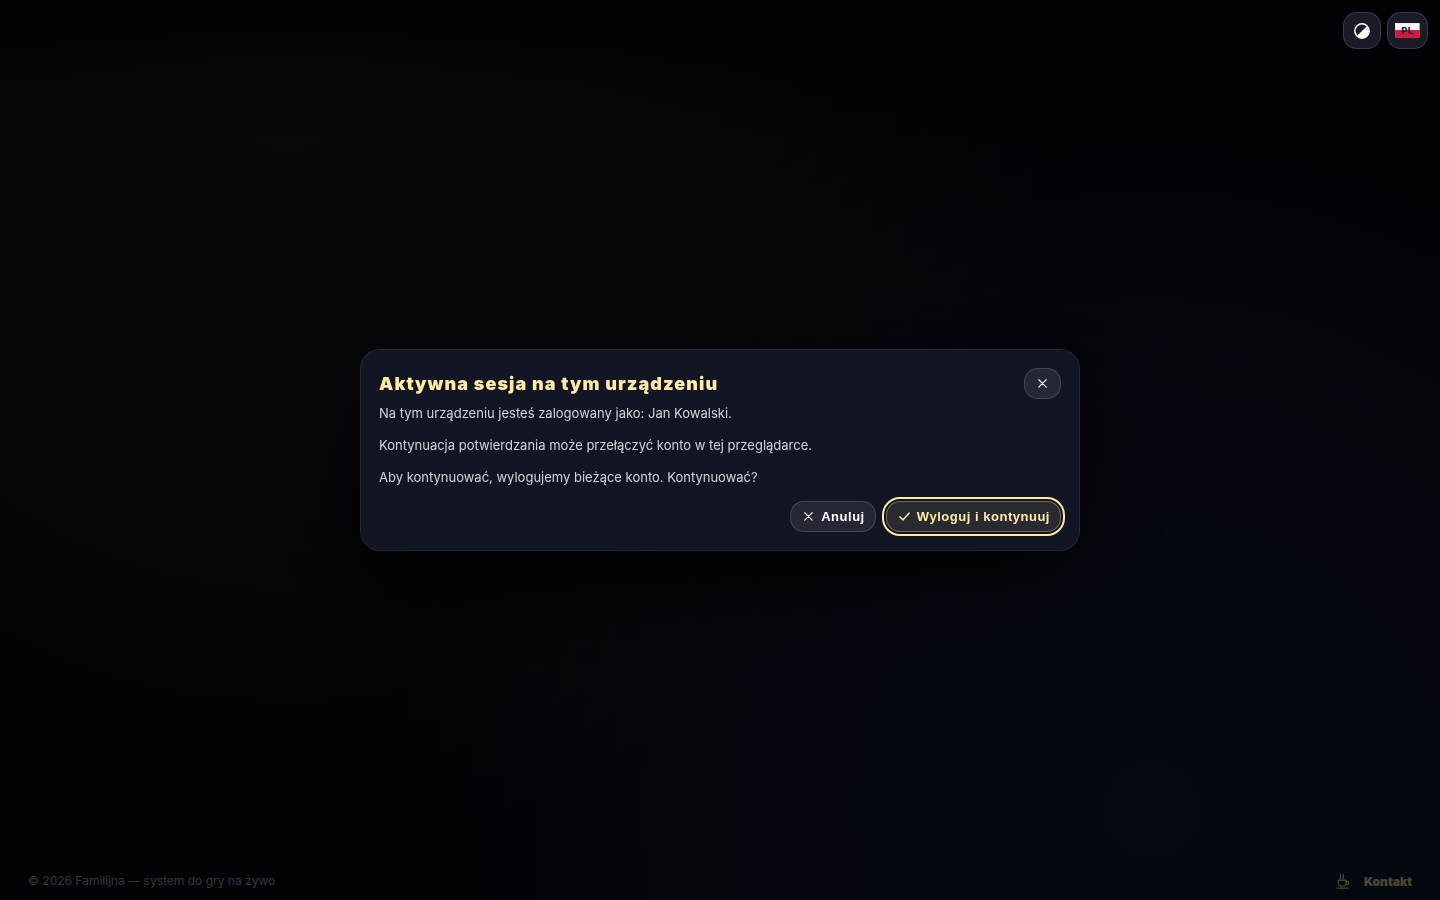 PL
Aktywna sesja na tym urządzeniu
Na tym urządzeniu jesteś zalogowany jako: Jan Kowalski.
Kontynuacja potwierdzania może przełączyć konto w tej przeglądarce.
Aby kontynuować, wylogujemy bieżące konto. Kontynuować?
Anuluj
Wyloguj i kontynuuj
© 2026 Familijna — system do gry na żywo
Kontakt